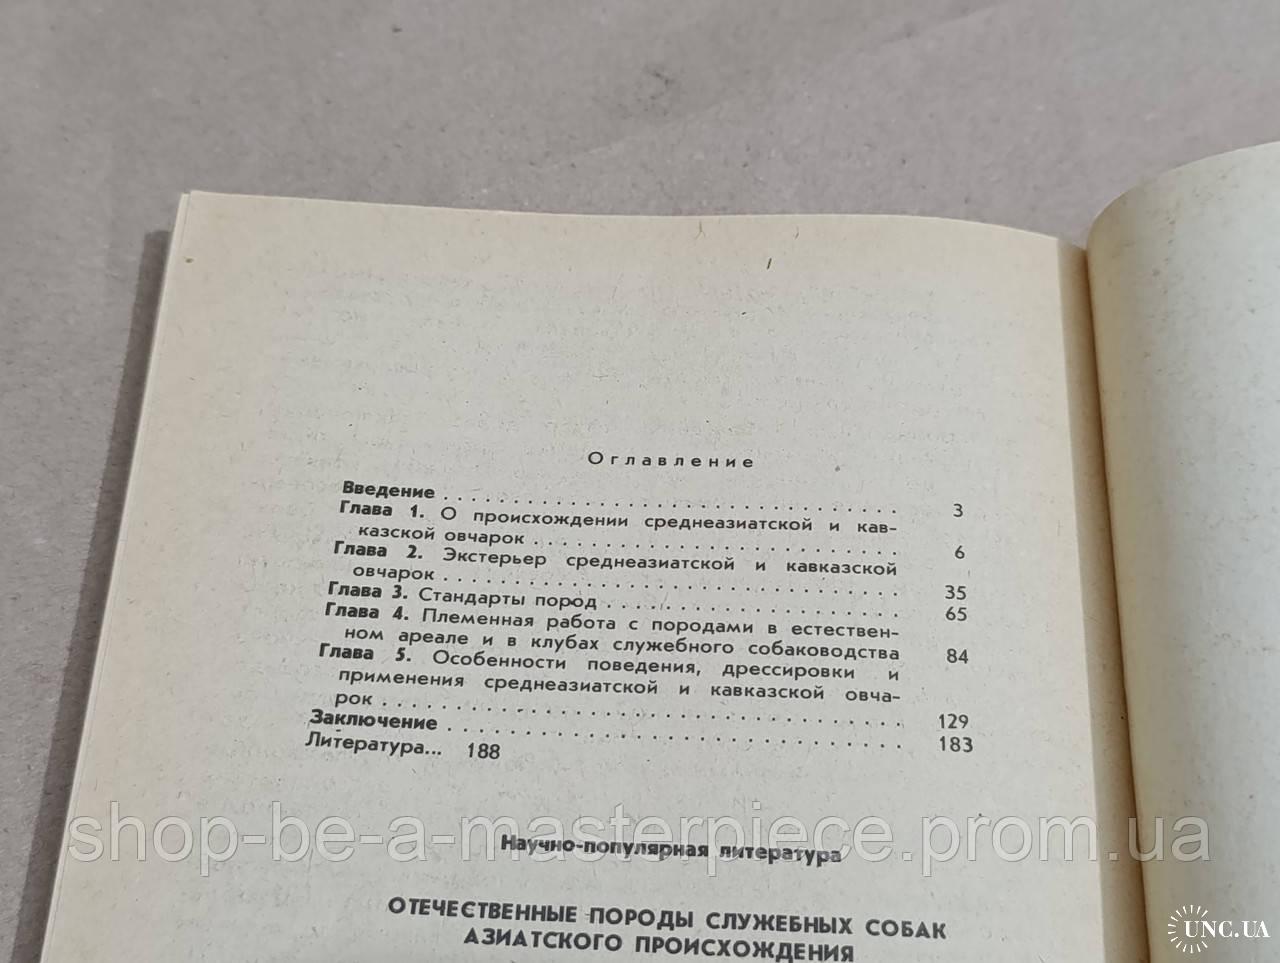 Оглавление
Введение . . . . . . . . . . . . . . . . . . . . . . . . . . . . . . . 3
Глава 1. О происхождении среднеазиатской и кав-
казской овчарок . . . . . . . . . . . . . . . . . . . . . . . . . 6
Глава 2. Экстерьер среднеазиатской и кавказской
овчарок . . . . . . . . . . . . . . . . . . . . . . . . . . . . . . 35
Глава 3. Стандарты пород . . . . . . . . . . . . . . . . . . . . 65
Глава 4. Племенная работа с породами в естествен-
ном ареале и в клубах служебного собаководства 84
Глава 5. Особенности поведения, дрессировки и
применения среднеазиатской и кавказской овча-
рок . . . . . . . . . . . . . . . . . . . . . . . . . . . . . . . . . 129
Заключение . . . . . . . . . . . . . . . . . . . . . . . . . . . . 183
Литература... 188
shop-be-a-masterpiece.prom.ua
Научно-популярная литература
ОТЕЧЕСТВЕННЫЕ ПОРОДЫ СЛУЖЕБНЫХ СОБАК
АЗИАТСКОГО ПРОИСХОЖДЕНИЯ
UNC.UA